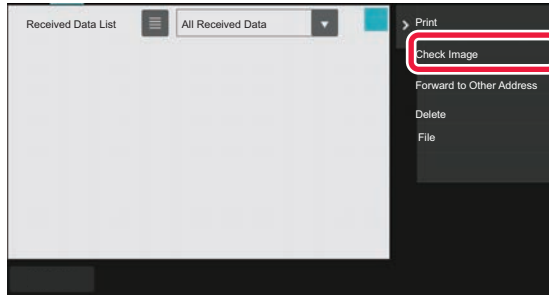 Received Data List
All Received Data
Print
Check Image
Forward to Other Address
Delete
File